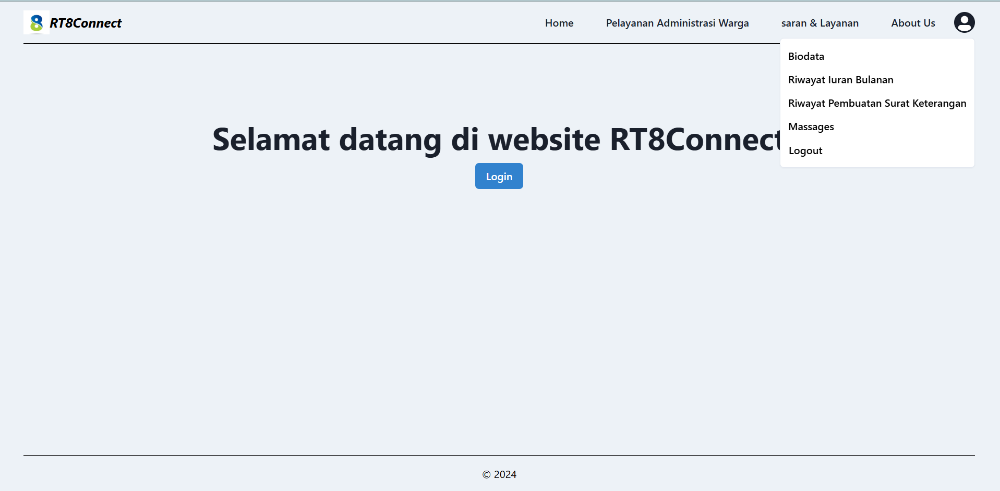 RT8Connect
Home
Pelayanan Administrasi Warga
saran & Layanan
About Us
Biodata
Riwayat Iuran Bulanan
Riwayat Pembuatan Surat Keterangan
Massages
Logout
Selamat datang di website RT8Connect
Login
© 2024